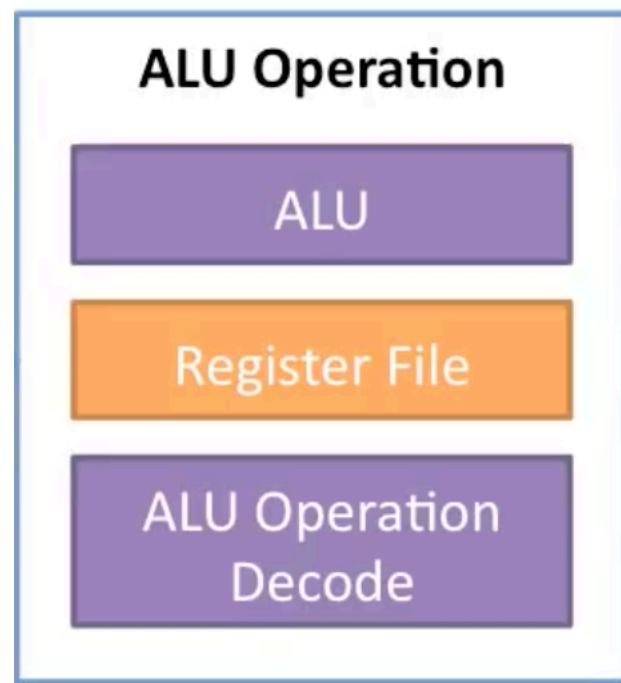 ALU Operation
ALU
Register File
ALU Operation
Decode